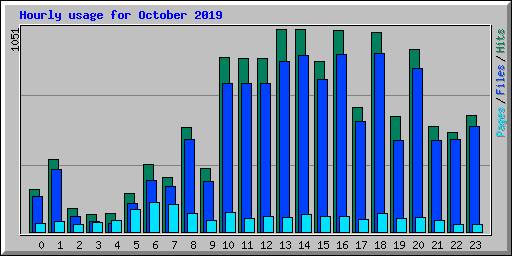 Hourly usage for October 2019
1051
Pages/Files/Hits
0 1 2 3 4 5 6 7 8 9 10 11 12 13 14 15 16 17 18 19 20 21 22 23